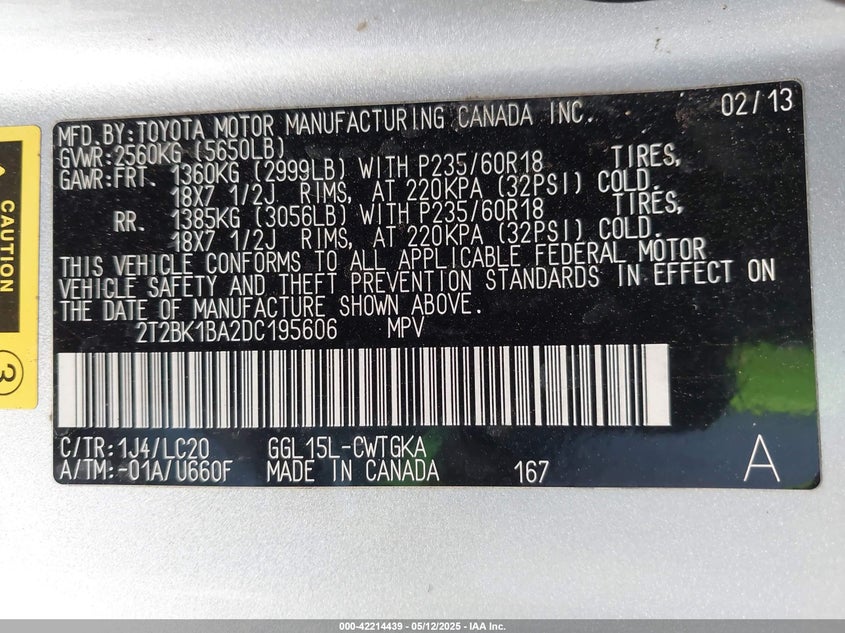 MFD.BY:TOYOTA MOTOR MANUFACTURING CANADA INC. 02/13
GVWR:2560KG (5650LB)
GAWR:FRT. 1360KG (2999LB) WITH P235/60R18 TIRES,
18X7 1/2J RIMS, AT 220KPA (32PSI) COLD.
RR. 1385KG (3056LB) WITH P235/60R18 TIRES,
18X7 1/2J RIMS, AT 220KPA (32PSI) COLD.
THIS VEHICLE CONFORMS TO ALL APPLICABLE FEDERAL MOTOR
VEHICLE SAFETY AND THEFT PREVENTION STANDARDS IN EFFECT ON
THE DATE OF MANUFACTURE SHOWN ABOVE.
2T2BK1BA2DC195606 MPV
C/TR:1J4/LC20 GGL15L-CWTGKA
A/TM:-01A/U660F MADE IN CANADA 167 A
CAUTION
3
000-42214439 - 05/12/2025 - IAA Inc.